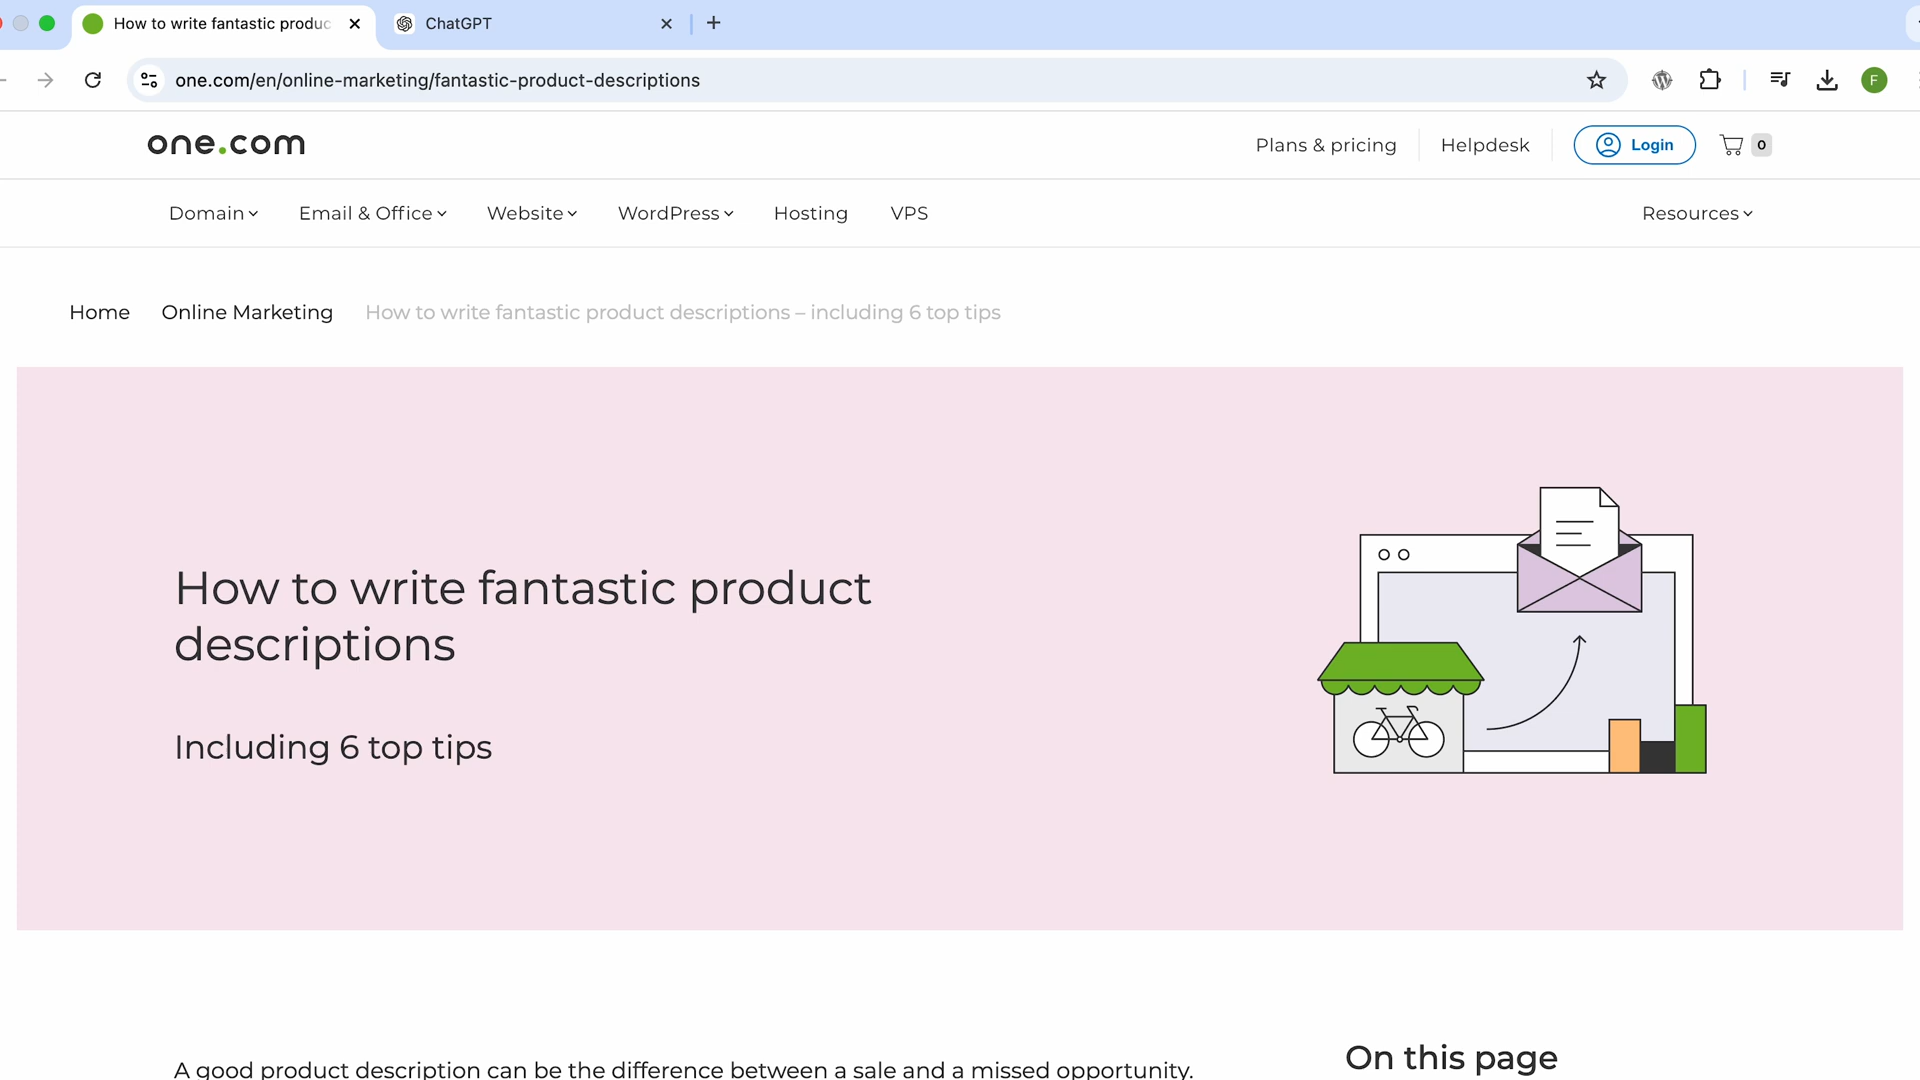 How to write fantastic produc
ChatGPT
one.com/en/online-marketing/fantastic-product-descriptions
F
one.com
Plans & pricing
Helpdesk
Login
0
Domain
Email & Office
Website
WordPress
Hosting
VPS
Resources
Home
Online Marketing
How to write fantastic product descriptions – including 6 top tips
How to write fantastic product
descriptions
Including 6 top tips
A good product description can be the difference between a sale and a missed opportunity.
On this page